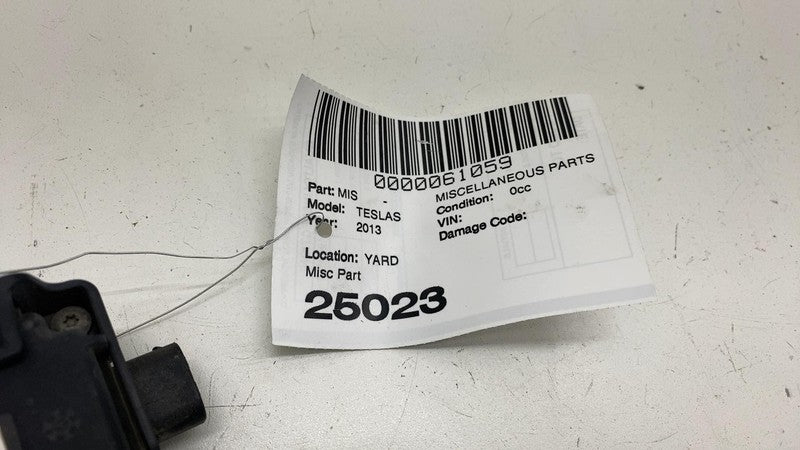 0000061059
Part: MIS - MISCELLANEOUS PARTS
Model: TESLAS Condition: 0cc
Year: 2013 VIN:
Damage Code:
Location: YARD
Misc Part
25023